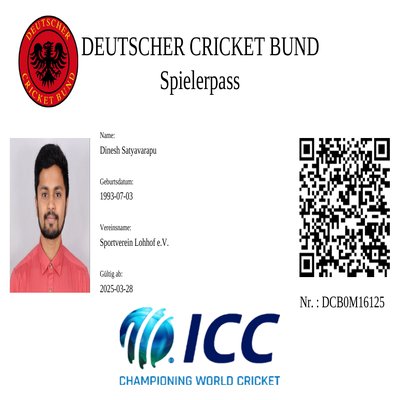 DEUTSCHER
CRICKET BUND
DEUTSCHER CRICKET BUND
Spielerpass
Name:
Dinesh Satyavarapu
Geburtsdatum:
1993-07-03
Vereinsname:
Sportverein Lohhof e.V.
Gültig ab:
2025-03-28
Nr. : DCB0M16125
ICC
CHAMPIONING WORLD CRICKET